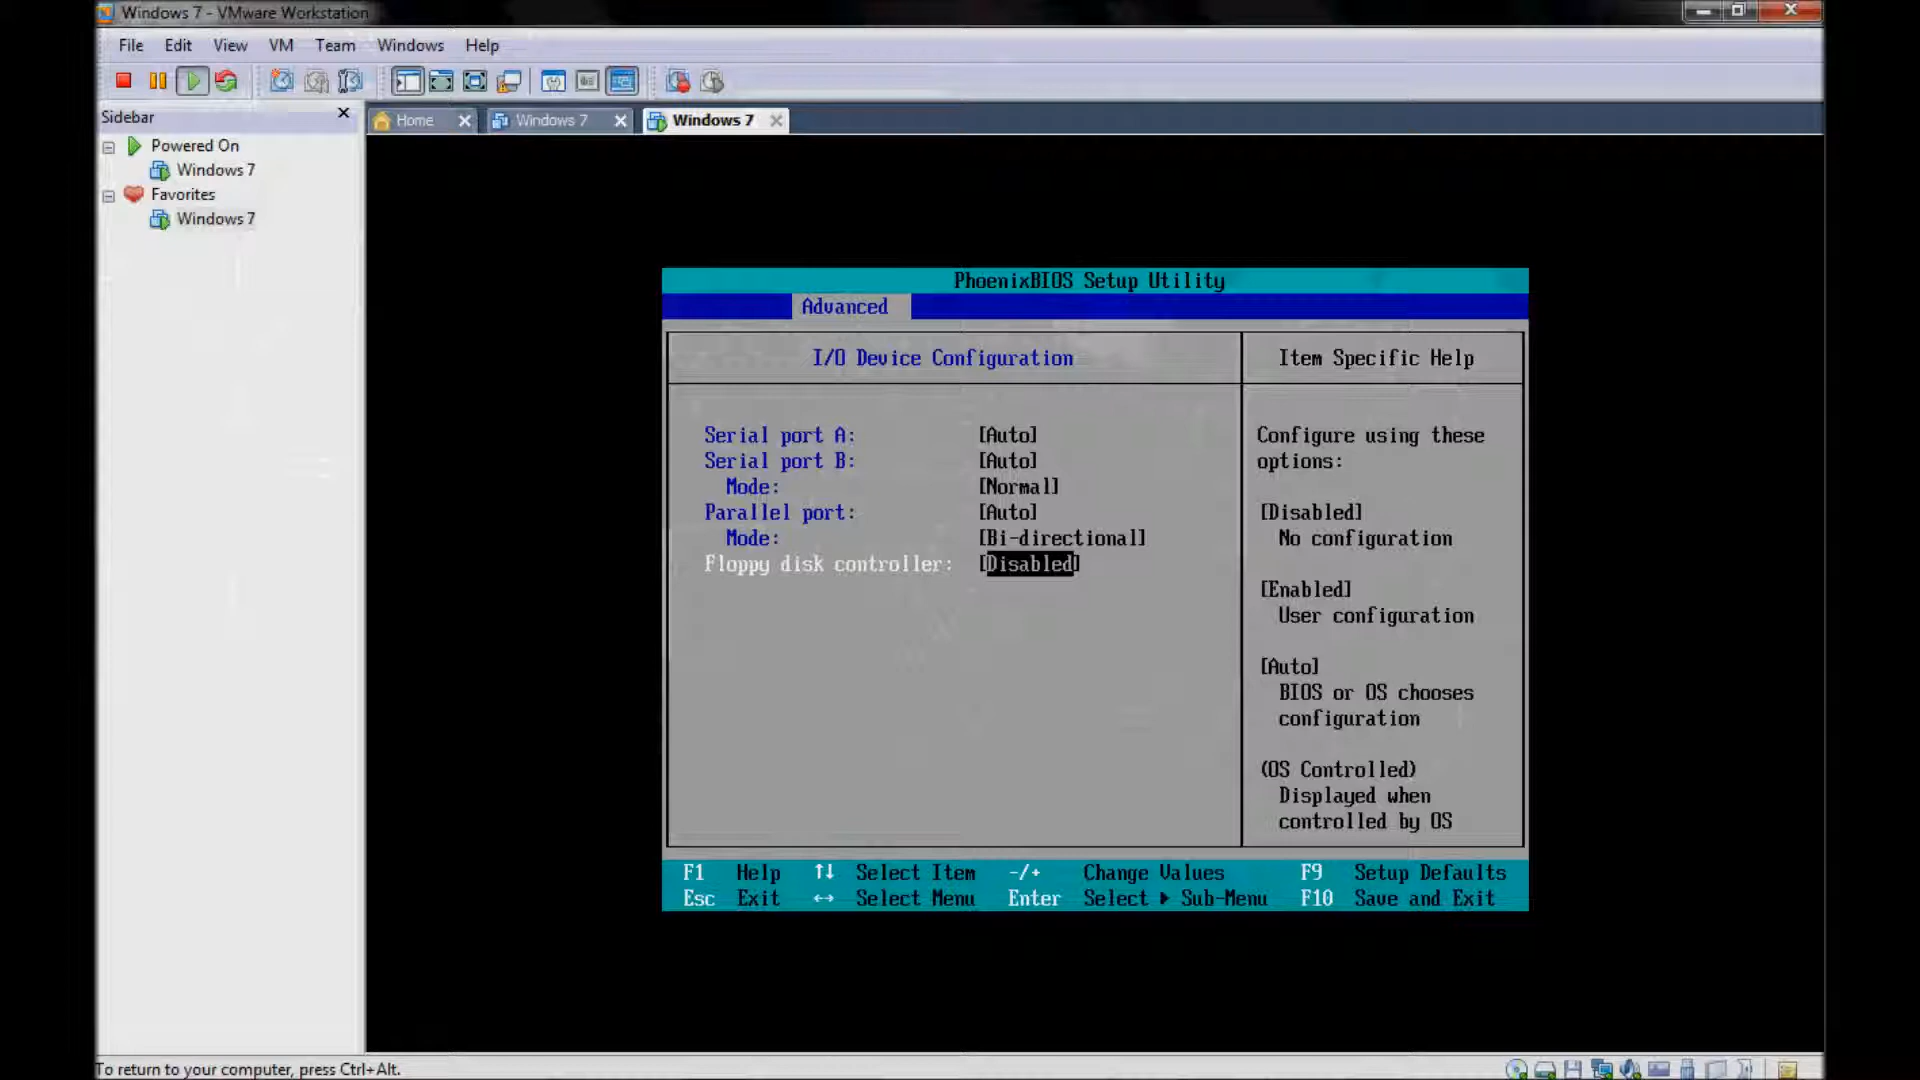 Windows 7 - VMware Workstation
File Edit View VM Team Windows Help
Sidebar
Home Windows 7 Windows 7
Powered On
Windows 7
Favorites
Windows 7
PhoenixBIOS Setup Utility
Advanced
I/O Device Configuration
Serial port A: [Auto]
Serial port B: [Auto]
Mode: [Normal]
Parallel port: [Auto]
Mode: [Bi-directional]
Floppy disk controller: [Disabled]
Item Specific Help
Configure using these
options:
[Disabled]
No configuration
[Enabled]
User configuration
[Auto]
BIOS or OS chooses
configuration
(OS Controlled)
Displayed when
controlled by OS
F1 Help ↑↓ Select Item -/+ Change Values F9 Setup Defaults
Esc Exit ↔ Select Menu Enter Select ▶ Sub-Menu F10 Save and Exit
To return to your computer, press Ctrl+Alt.